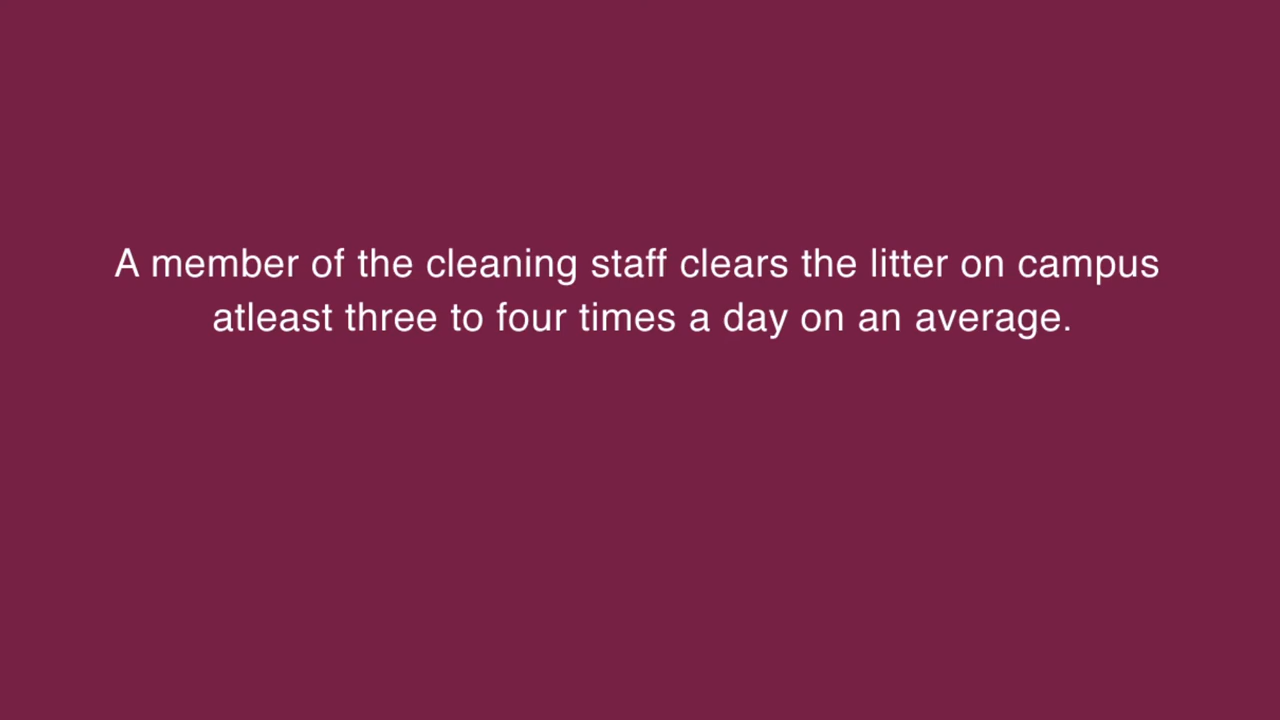 A member of the cleaning staff clears the litter on campus
atleast three to four times a day on an average.